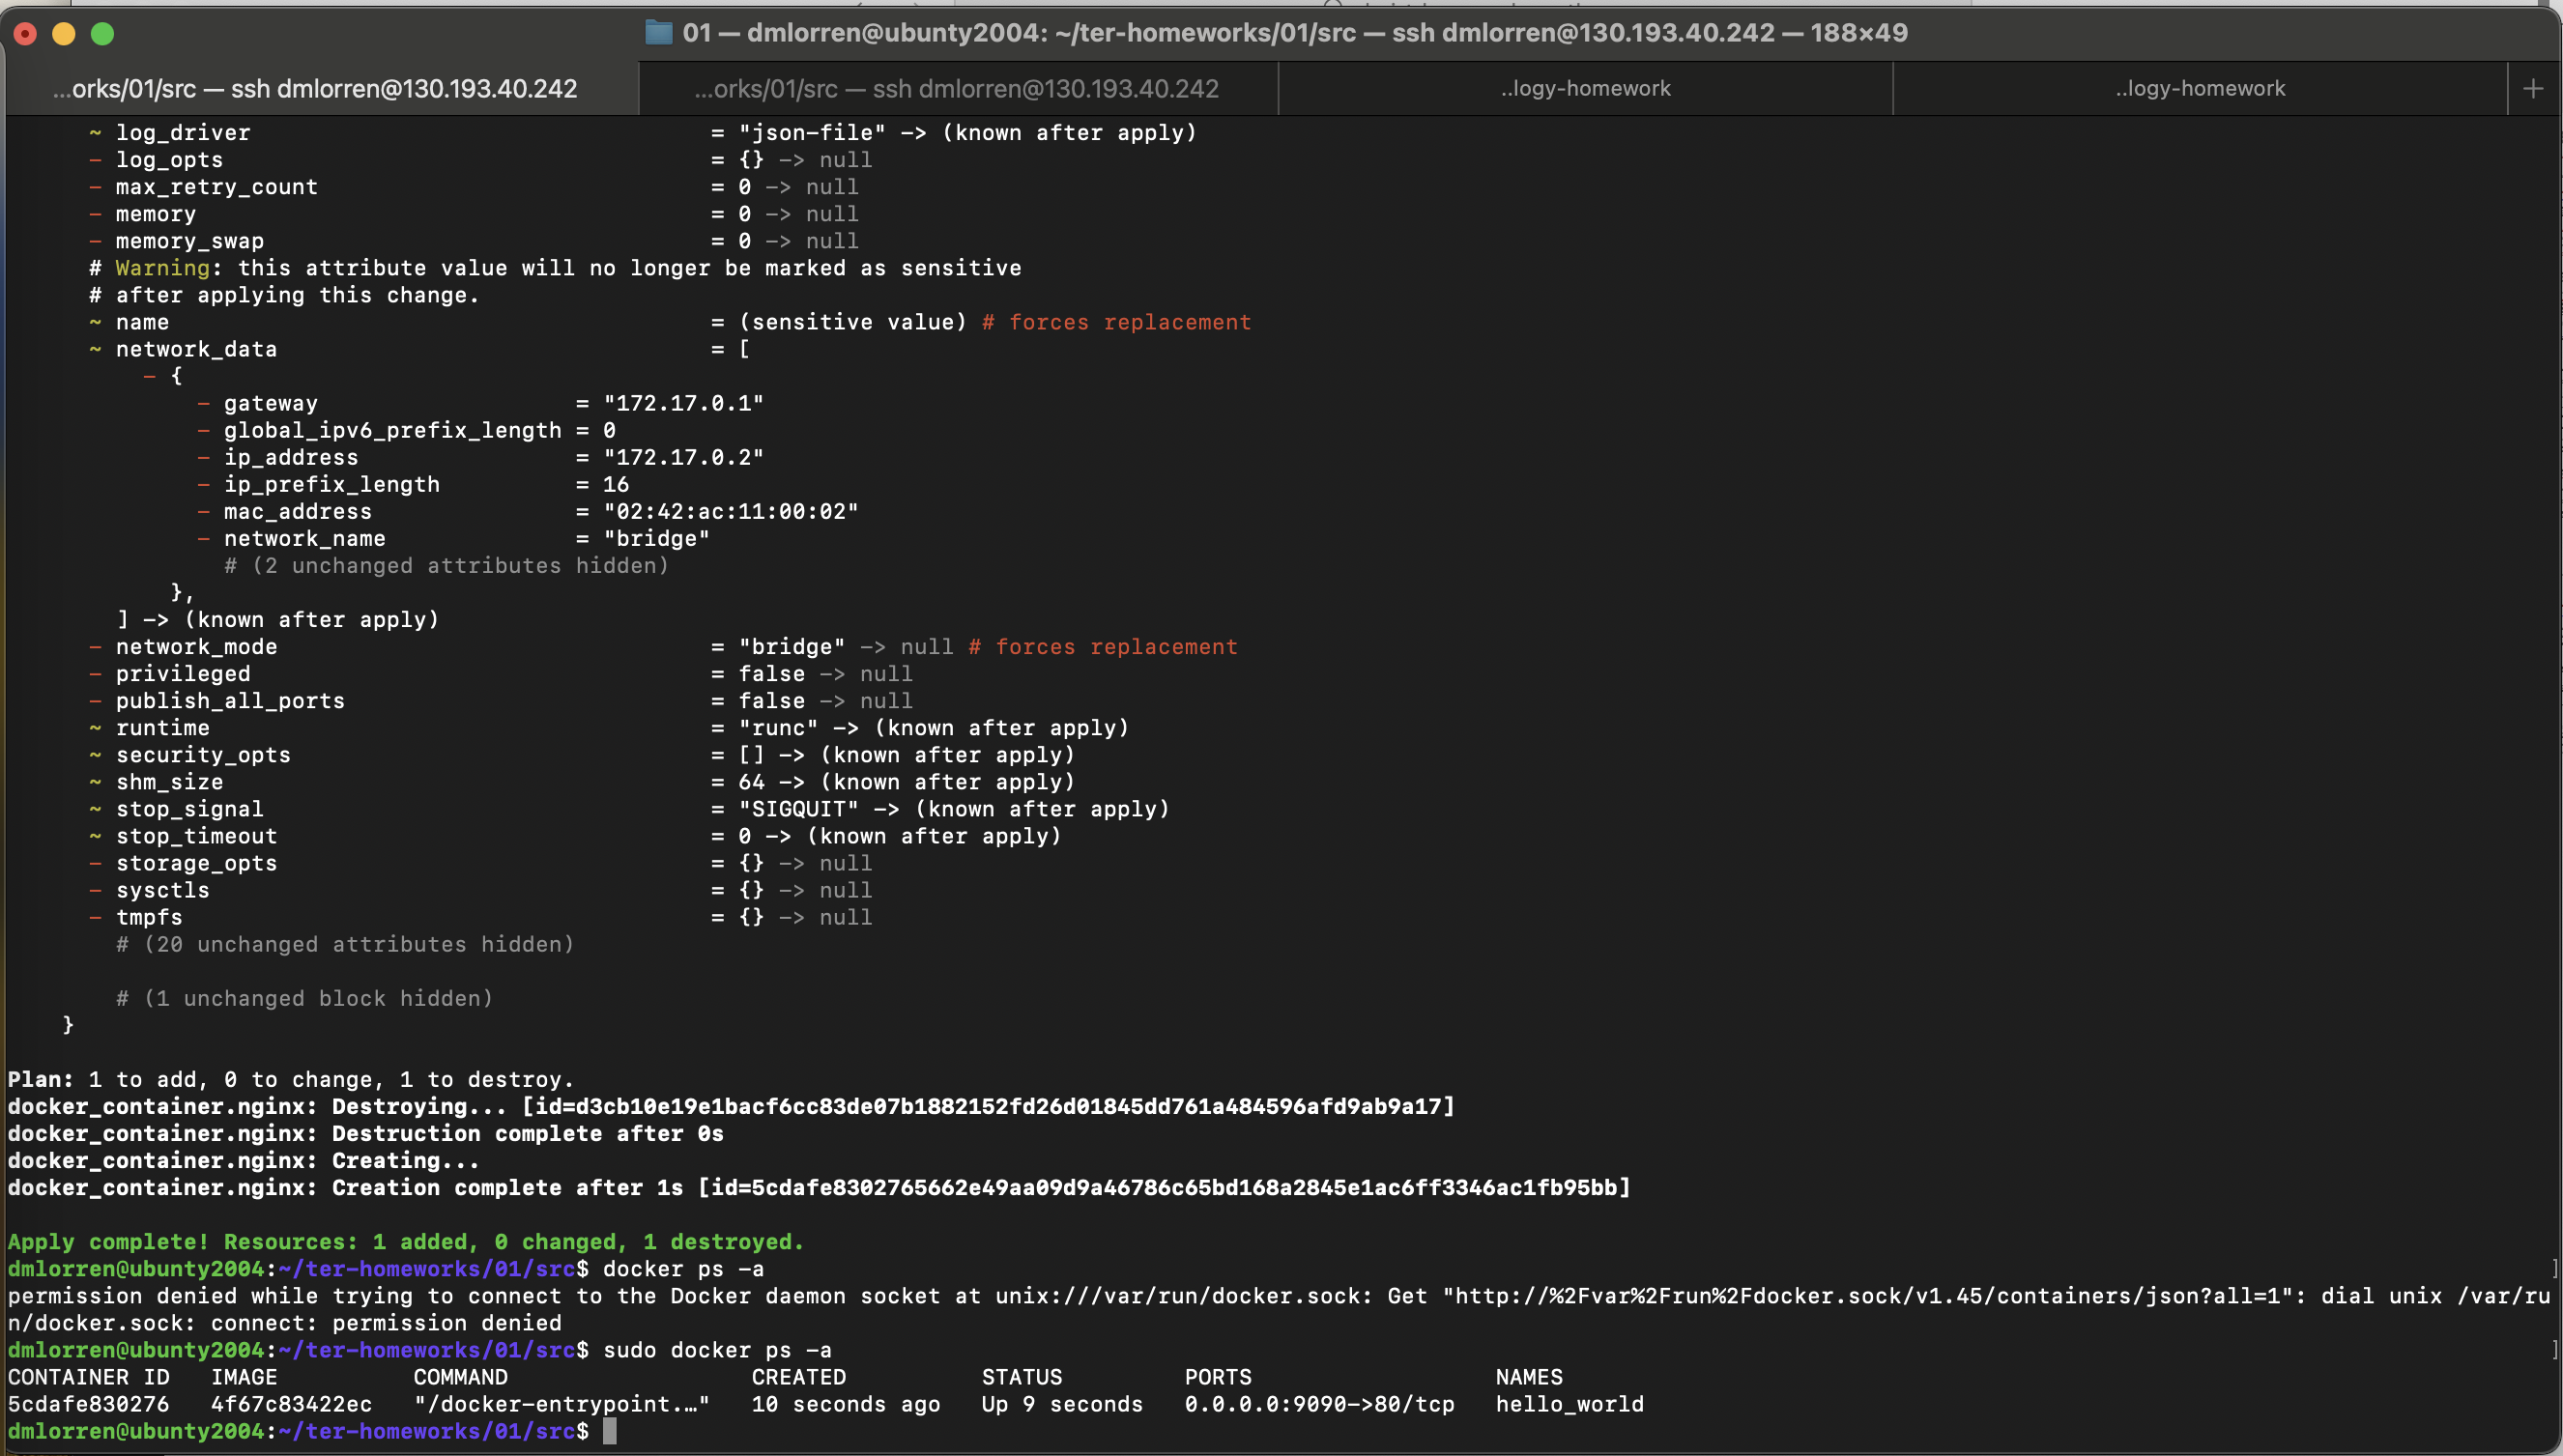 01 — dmlorren@ubunty2004: ~/ter-homeworks/01/src — ssh dmlorren@130.193.40.242 — 188×49
...orks/01/src — ssh dmlorren@130.193.40.242 ...orks/01/src — ssh dmlorren@130.193.40.242 ..logy-homework ..logy-homework +
~ log_driver = "json-file" -> (known after apply)
- log_opts = {} -> null
- max_retry_count = 0 -> null
- memory = 0 -> null
- memory_swap = 0 -> null
# Warning: this attribute value will no longer be marked as sensitive
# after applying this change.
~ name = (sensitive value) # forces replacement
~ network_data = [
- {
- gateway = "172.17.0.1"
- global_ipv6_prefix_length = 0
- ip_address = "172.17.0.2"
- ip_prefix_length = 16
- mac_address = "02:42:ac:11:00:02"
- network_name = "bridge"
# (2 unchanged attributes hidden)
},
] -> (known after apply)
- network_mode = "bridge" -> null # forces replacement
- privileged = false -> null
- publish_all_ports = false -> null
~ runtime = "runc" -> (known after apply)
~ security_opts = [] -> (known after apply)
~ shm_size = 64 -> (known after apply)
~ stop_signal = "SIGQUIT" -> (known after apply)
~ stop_timeout = 0 -> (known after apply)
- storage_opts = {} -> null
- sysctls = {} -> null
- tmpfs = {} -> null
# (20 unchanged attributes hidden)
# (1 unchanged block hidden)
}
Plan: 1 to add, 0 to change, 1 to destroy.
docker_container.nginx: Destroying... [id=d3cb10e19e1bacf6cc83de07b1882152fd26d01845dd761a484596afd9ab9a17]
docker_container.nginx: Destruction complete after 0s
docker_container.nginx: Creating...
docker_container.nginx: Creation complete after 1s [id=5cdafe8302765662e49aa09d9a46786c65bd168a2845e1ac6ff3346ac1fb95bb]
Apply complete! Resources: 1 added, 0 changed, 1 destroyed.
dmlorren@ubunty2004:~/ter-homeworks/01/src$ docker ps -a ]
permission denied while trying to connect to the Docker daemon socket at unix:///var/run/docker.sock: Get "http://%2Fvar%2Frun%2Fdocker.sock/v1.45/containers/json?all=1": dial unix /var/ru
n/docker.sock: connect: permission denied
dmlorren@ubunty2004:~/ter-homeworks/01/src$ sudo docker ps -a ]
CONTAINER ID IMAGE COMMAND CREATED STATUS PORTS NAMES
5cdafe830276 4f67c83422ec "/docker-entrypoint.…" 10 seconds ago Up 9 seconds 0.0.0.0:9090->80/tcp hello_world
dmlorren@ubunty2004:~/ter-homeworks/01/src$